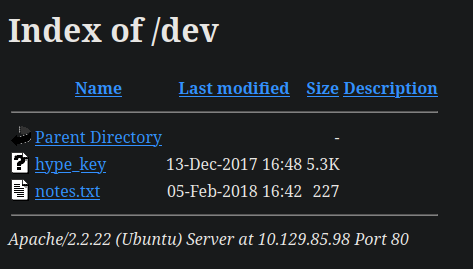 Index of /dev
Name Last modified Size Description
Parent Directory -
hype_key 13-Dec-2017 16:48 5.3K
notes.txt 05-Feb-2018 16:42 227
Apache/2.2.22 (Ubuntu) Server at 10.129.85.98 Port 80